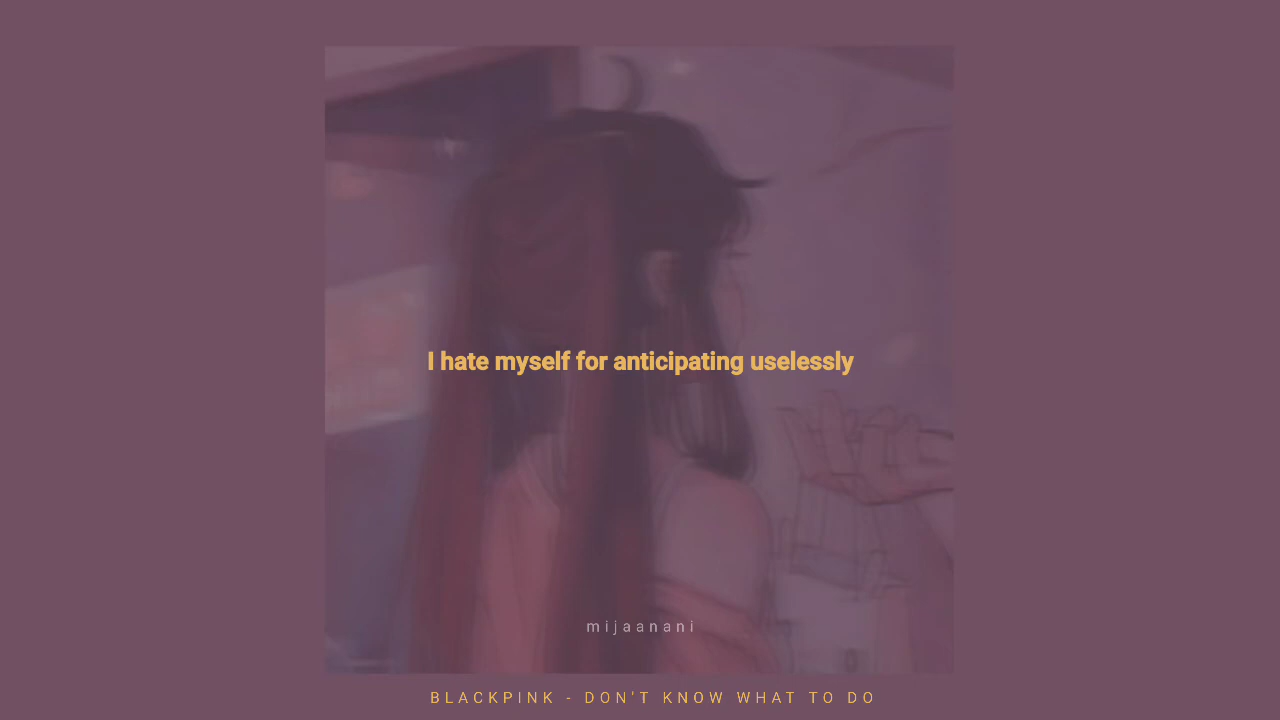 I hate myself for anticipating uselessly
mijaanani
BLACKPINK - DON'T KNOW WHAT TO DO